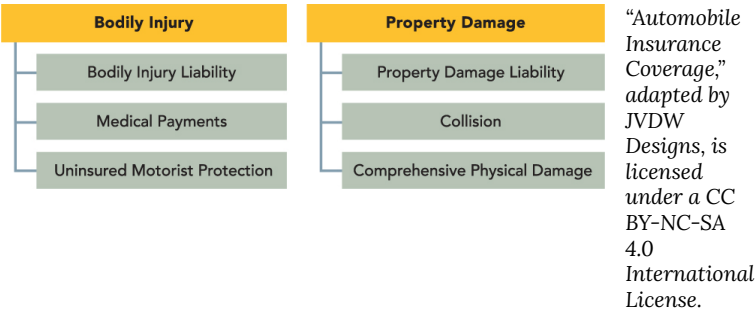 Bodily Injury
Bodily Injury Liability
Medical Payments
Uninsured Motorist Protection
Property Damage
Property Damage Liability
Collision
Comprehensive Physical Damage
“Automobile
Insurance
Coverage,”
adapted by
JVDW
Designs, is
licensed
under a CC
BY-NC-SA
4.0
International
License.